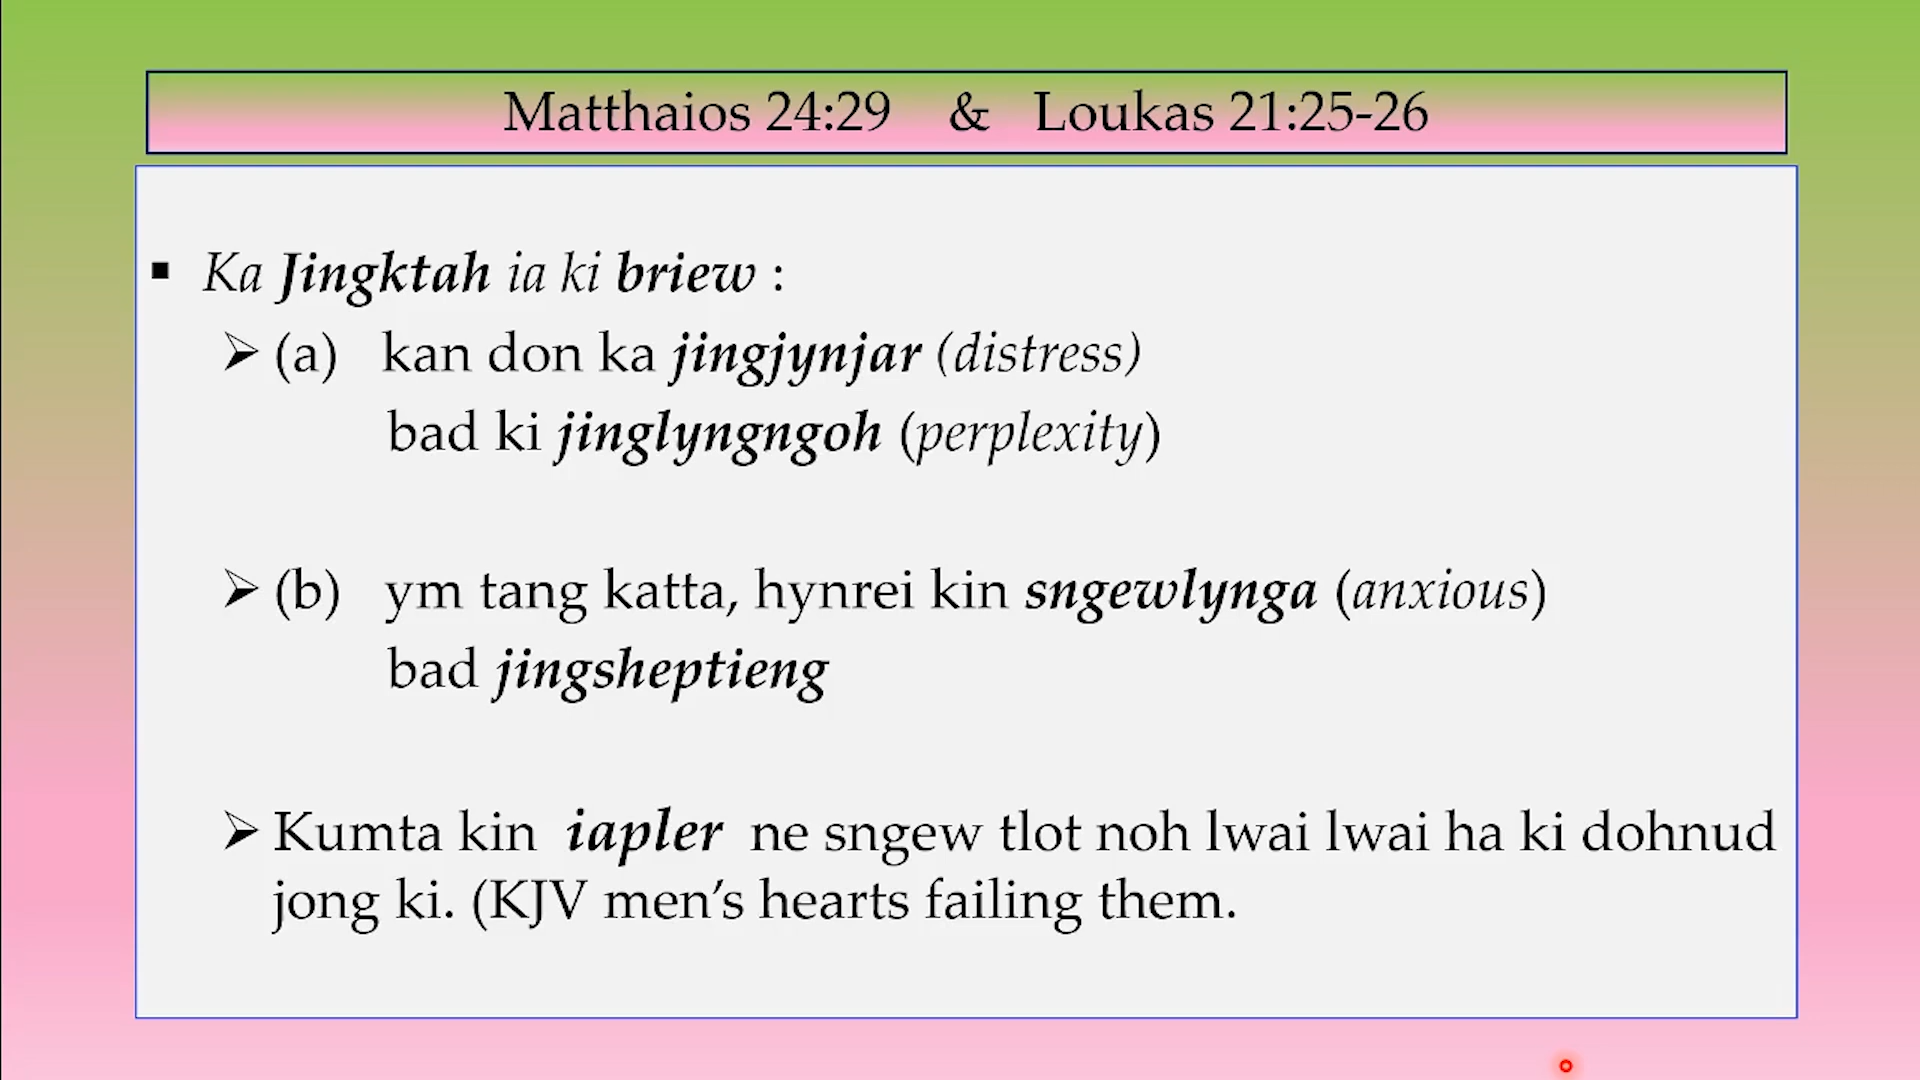 Matthaios 24:29 & Loukas 21:25-26
▪ Ka Jingktah ia ki briew :
➢ (a) kan don ka jingjynjar (distress)
bad ki jinglyngngoh (perplexity)
➢ (b) ym tang katta, hynrei kin sngewlynga (anxious)
bad jingsheptieng
➢ Kumta kin iapler ne sngew tlot noh lwai lwai ha ki dohnud
jong ki. (KJV men's hearts failing them.